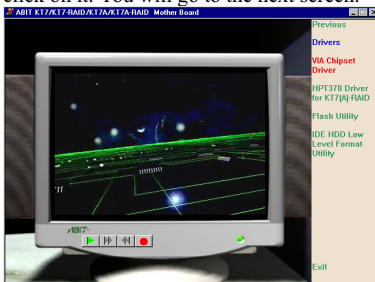 click on it. You will go to the next screen.
ABIT KT7/KT7-RAID/KT7A/KT7A-RAID Mother Board
Previous
Drivers
VIA Chipset
Driver
HPT370 Driver
for KT7(A)-RAID
Flash Utility
IDE HDD Low
Level Format
Utility
ABIT
Exit